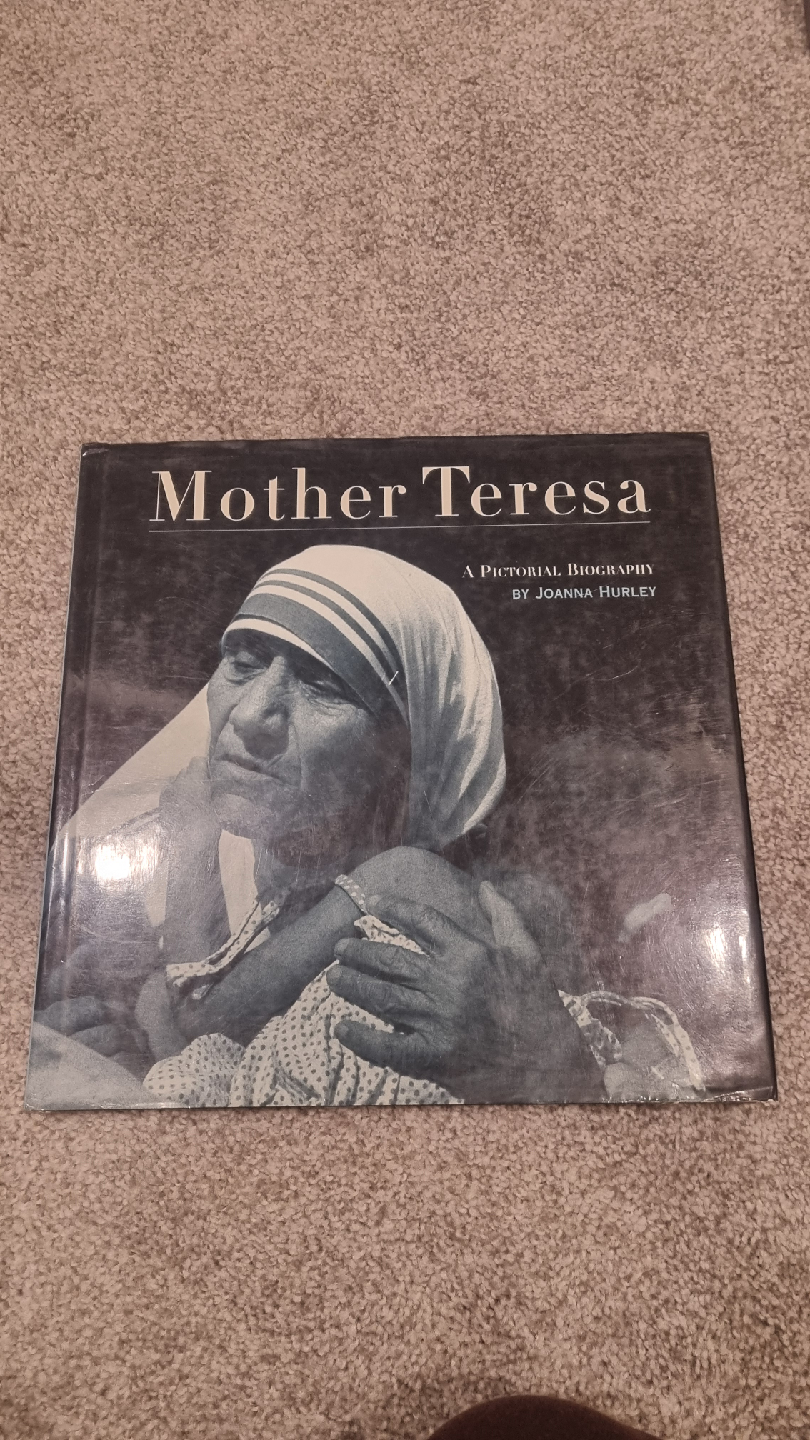 Mother Teresa
A Pictorial Biography
by Joanna Hurley